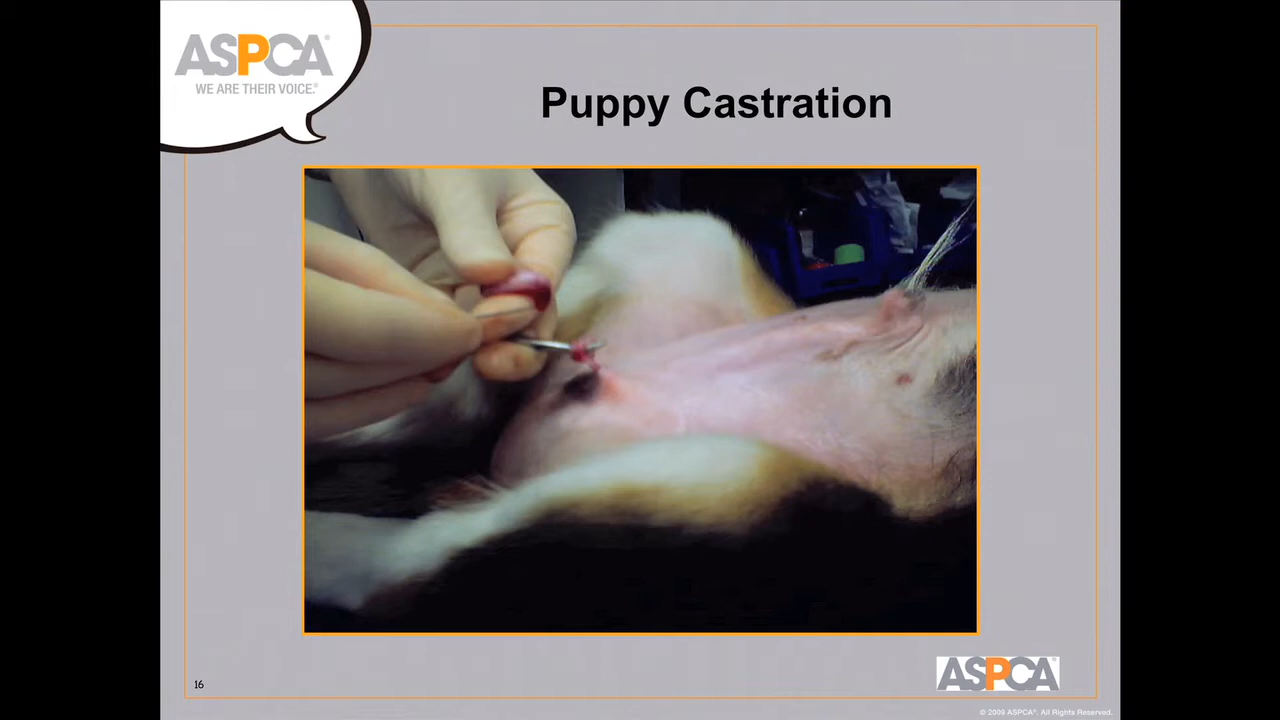 ASPCA®
WE ARE THEIR VOICE.®
Puppy Castration
16
ASPCA®
© 2009 ASPCA®. All Rights Reserved.